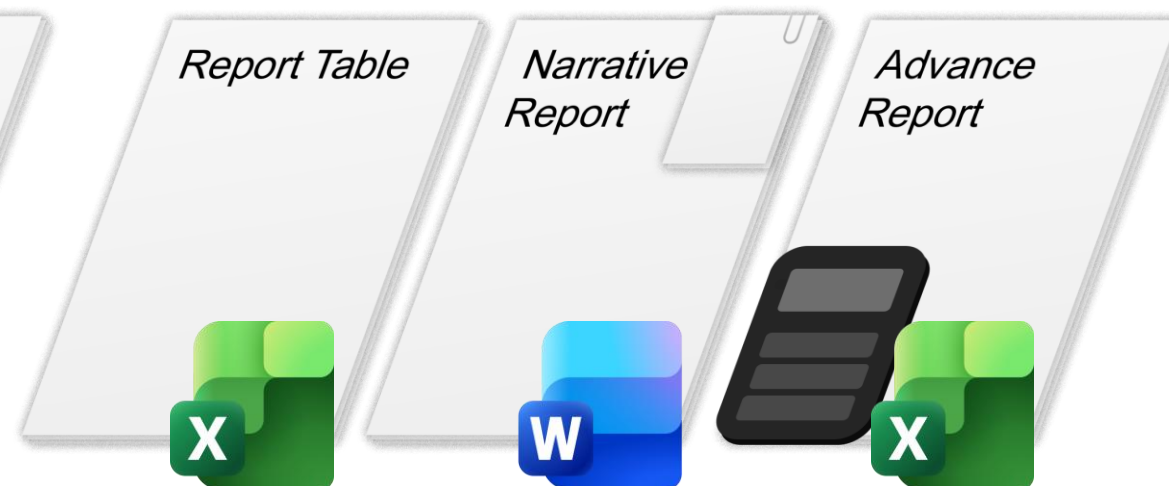 Report Table
Narrative
Report
Advance
Report
X
W
X